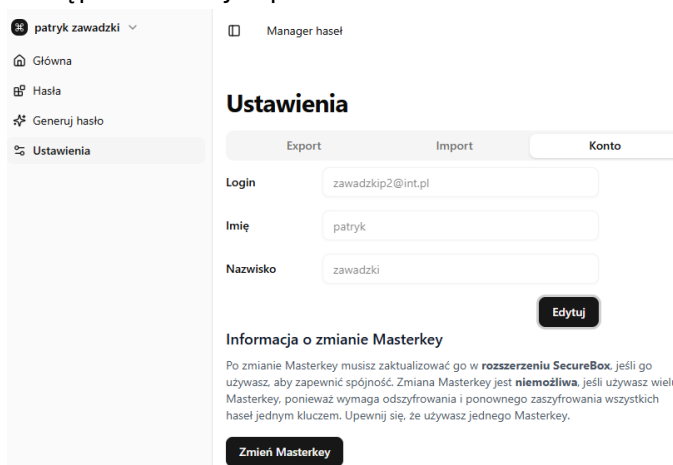 patryk zawadzki
Manager haseł
Główna
Hasła
Generuj hasło
Ustawienia
Ustawienia
Export Import Konto
Login zawadzkip2@int.pl
Imię patryk
Nazwisko zawadzki
Edytuj
Informacja o zmianie Masterkey
Po zmianie Masterkey musisz zaktualizować go w rozszerzeniu SecureBox, jeśli go
używasz, aby zapewnić spójność. Zmiana Masterkey jest niemożliwa, jeśli używasz wielu
Masterkey, ponieważ wymaga odszyfrowania i ponownego zaszyfrowania wszystkich
haseł jednym kluczem. Upewnij się, że używasz jednego Masterkey.
Zmień Masterkey